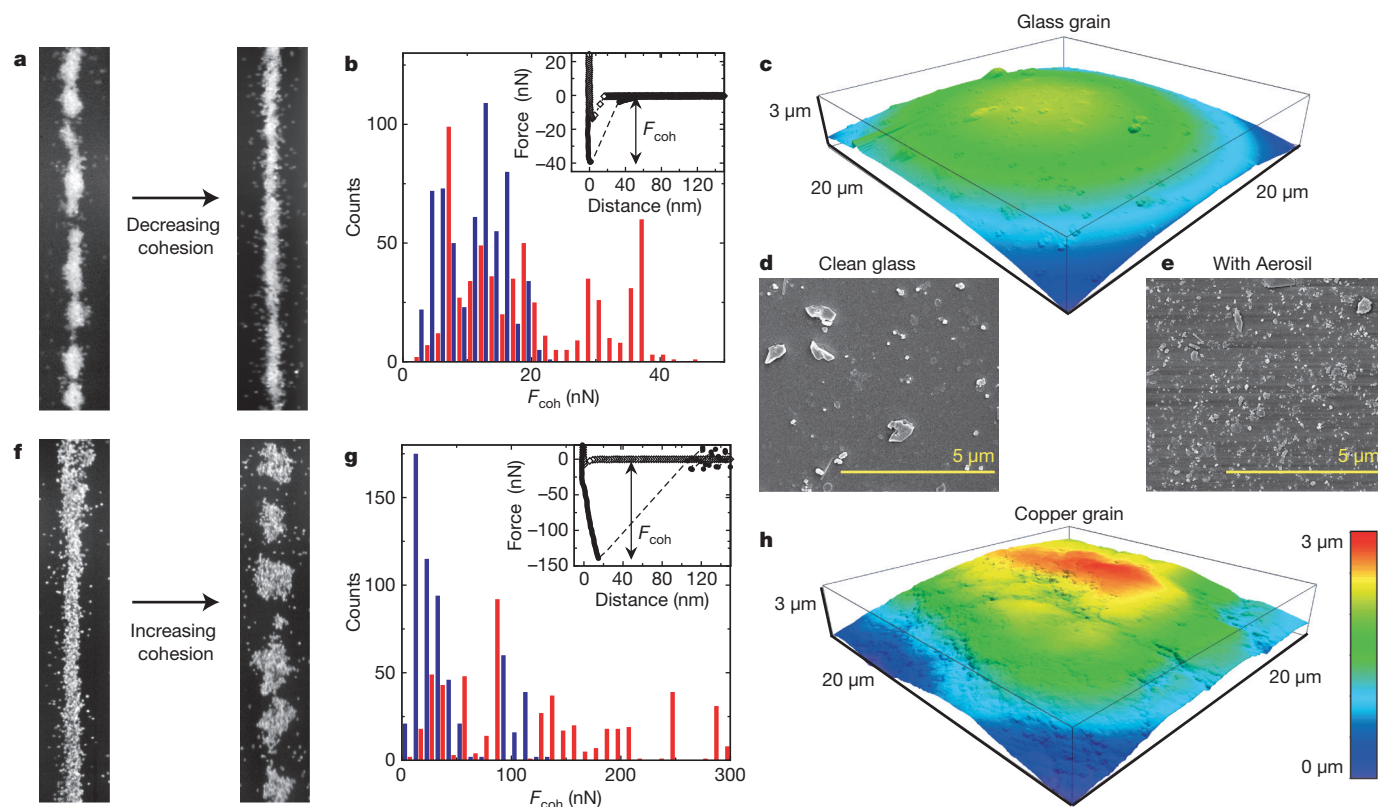 a
Decreasing
cohesion
b
Counts
100
50
0
0
20
40
F_coh (nN)
Force (nN)
20
0
−20
−40
0
40
80
120
Distance (nm)
F_coh
Glass grain
c
3 µm
20 µm
20 µm
d
Clean glass
5 µm
e
With Aerosil
5 µm
f
Increasing
cohesion
g
Counts
150
100
50
0
0
100
200
300
F_coh (nN)
Force (nN)
0
−50
−100
−150
0
40
80
120
Distance (nm)
F_coh
Copper grain
h
3 µm
20 µm
20 µm
3 µm
0 µm